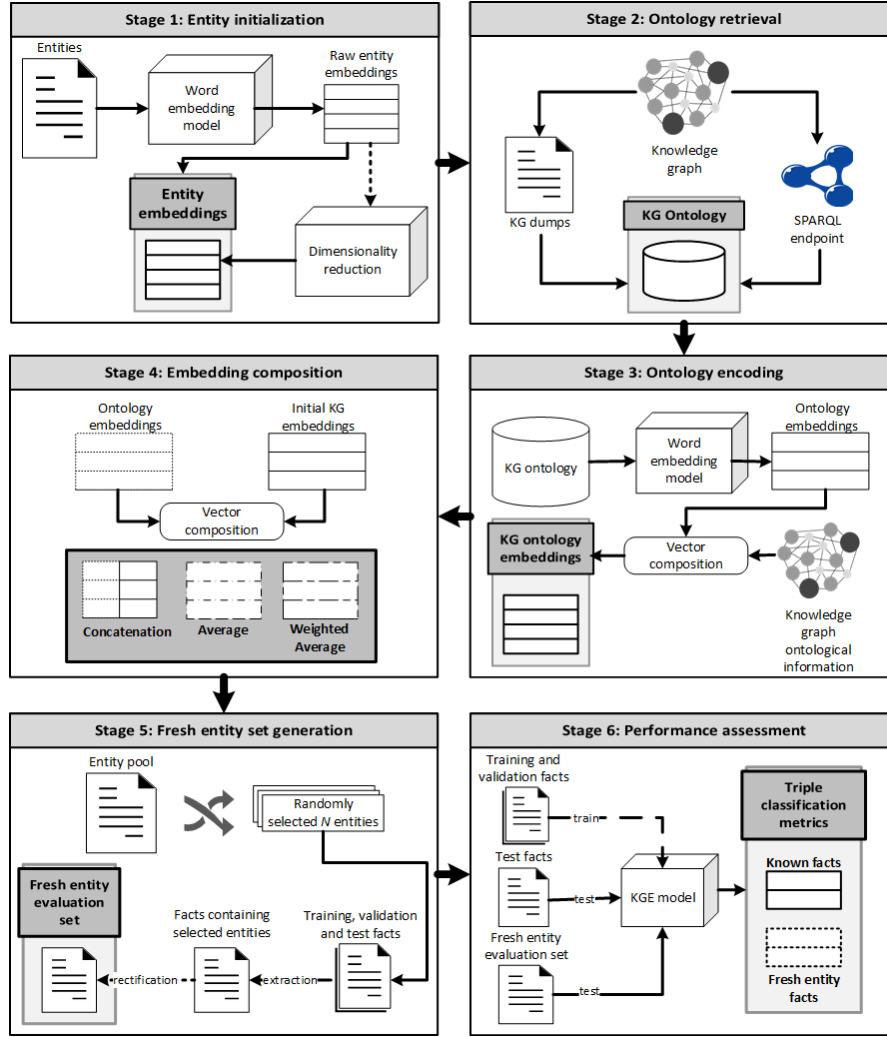 Stage 1: Entity initialization
Entities
Word
embedding
model
Raw entity
embeddings
Entity
embeddings
Dimensionality
reduction
Stage 2: Ontology retrieval
Knowledge
graph
KG dumps
KG Ontology
SPARQL
endpoint
Stage 4: Embedding composition
Ontology
embeddings
Initial KG
embeddings
Vector
composition
Concatenation
Average
Weighted
Average
Stage 3: Ontology encoding
KG ontology
Word
embedding
model
Ontology
embeddings
KG ontology
embeddings
Vector
composition
Knowledge
graph
ontological
information
Stage 5: Fresh entity set generation
Entity pool
Randomly
selected N entities
Fresh entity
evaluation
set
Facts containing
selected entities
Training, validation
and test facts
rectification
extraction
Stage 6: Performance assessment
Training and
validation facts
train
Test facts
test
KGE model
Fresh entity
evaluation set
test
Triple
classification
metrics
Known facts
Fresh entity
facts